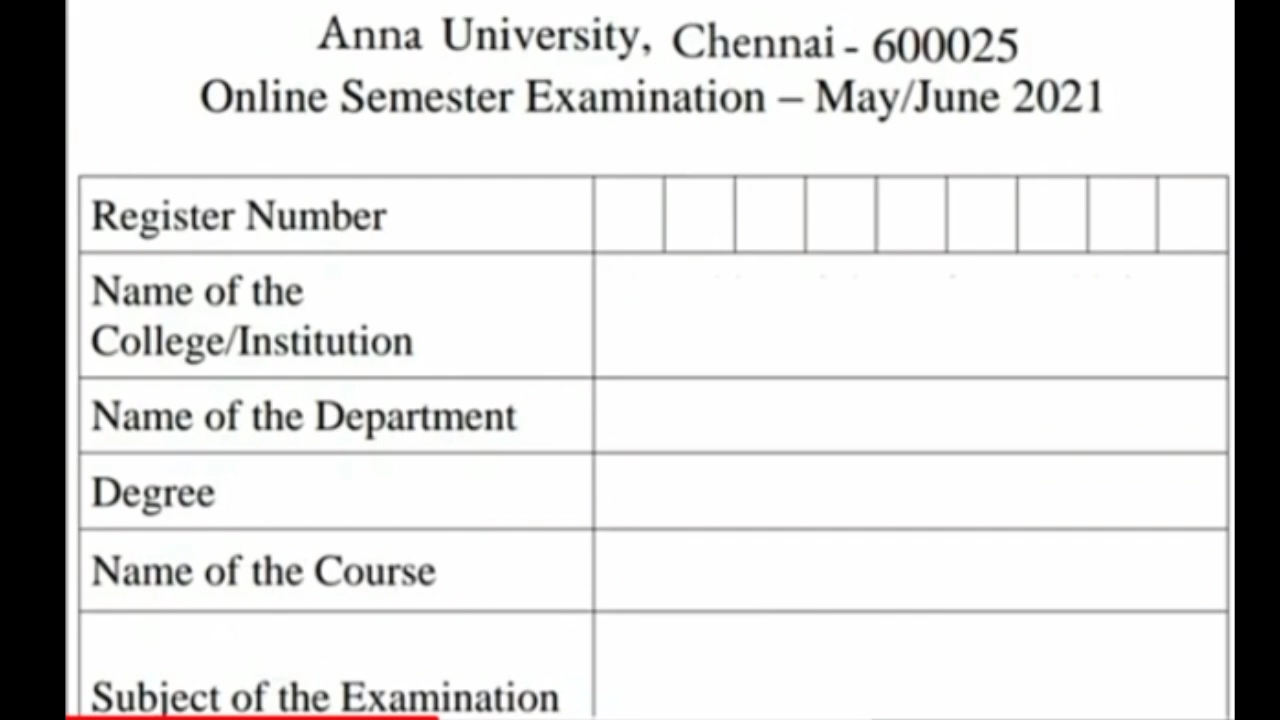 Anna University, Chennai - 600025
Online Semester Examination – May/June 2021
Register Number
Name of the
College/Institution
Name of the Department
Degree
Name of the Course
Subject of the Examination